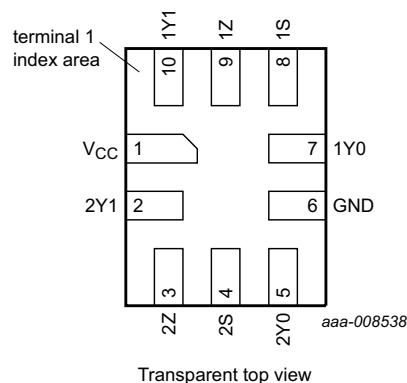 terminal 1
index area
1Y1
1Z
1S
10
9
8
VCC
1
7
1Y0
2Y1
2
6
GND
3
4
5
2Z
2S
2Y0
aaa-008538
Transparent top view